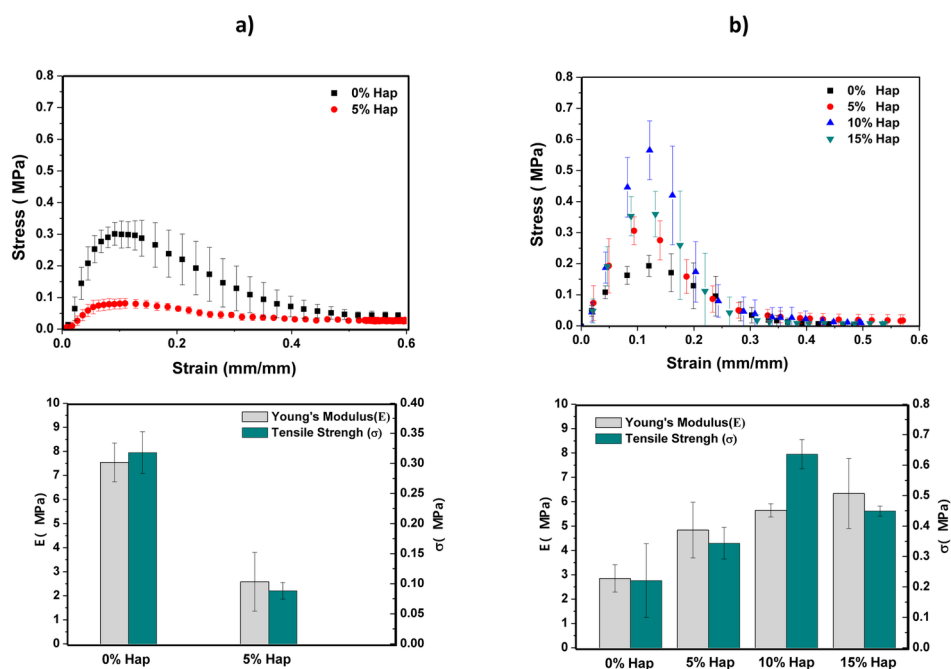 a)
0.8
0.7
0.6
0.5
0.4
0.3
0.2
0.1
0.0
Stress ( MPa)
0% Hap
5% Hap
0.0 0.2 0.4 0.6
Strain (mm/mm)
b)
0.8
0.7
0.6
0.5
0.4
0.3
0.2
0.1
0.0
Stress ( MPa)
0% Hap
5% Hap
10% Hap
15% Hap
0.0 0.1 0.2 0.3 0.4 0.5 0.6
Strain (mm/mm)
10
9
8
7
6
5
4
3
2
1
0
E( MPa)
Young's Modulus(E)
Tensile Strengh (σ)
0.40
0.35
0.30
0.25
0.20
0.15
0.10
0.05
0.00
σ( MPa)
0% Hap 5% Hap
10
9
8
7
6
5
4
3
2
1
0
E( MPa)
Young's Modulus(E)
Tensile Strengh (σ)
0.8
0.7
0.6
0.5
0.4
0.3
0.2
0.1
0.0
σ( MPa)
0% Hap 5% Hap 10% Hap 15% Hap